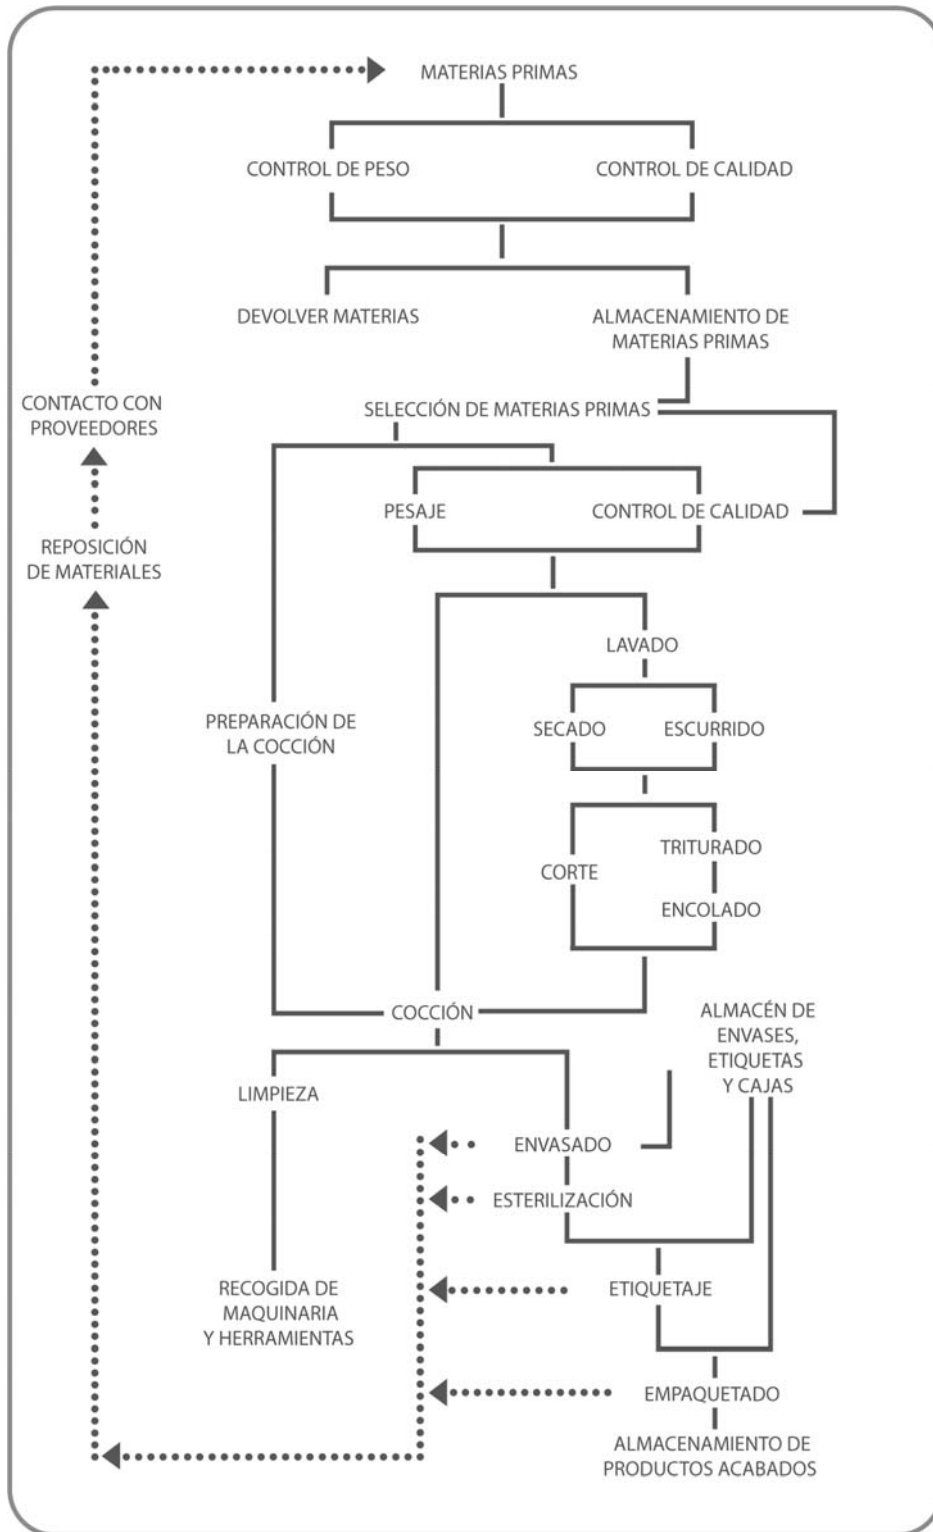 MATERIAS PRIMAS
CONTROL DE PESO
CONTROL DE CALIDAD
DEVOLVER MATERIAS
ALMACENAMIENTO DE
MATERIAS PRIMAS
CONTACTO CON
PROVEEDORES
SELECCIÓN DE MATERIAS PRIMAS
PESAJE
CONTROL DE CALIDAD
REPOSICIÓN
DE MATERIALES
LAVADO
PREPARACIÓN DE
LA COCCIÓN
SECADO
ESCURRIDO
CORTE
TRITURADO
ENCOLADO
COCCIÓN
ALMACÉN DE
ENVASES,
ETIQUETAS
Y CAJAS
LIMPIEZA
ENVASADO
ESTERILIZACIÓN
RECOGIDA DE
MAQUINARIA
Y HERRAMIENTAS
ETIQUETAJE
EMPAQUETADO
ALMACENAMIENTO DE
PRODUCTOS ACABADOS